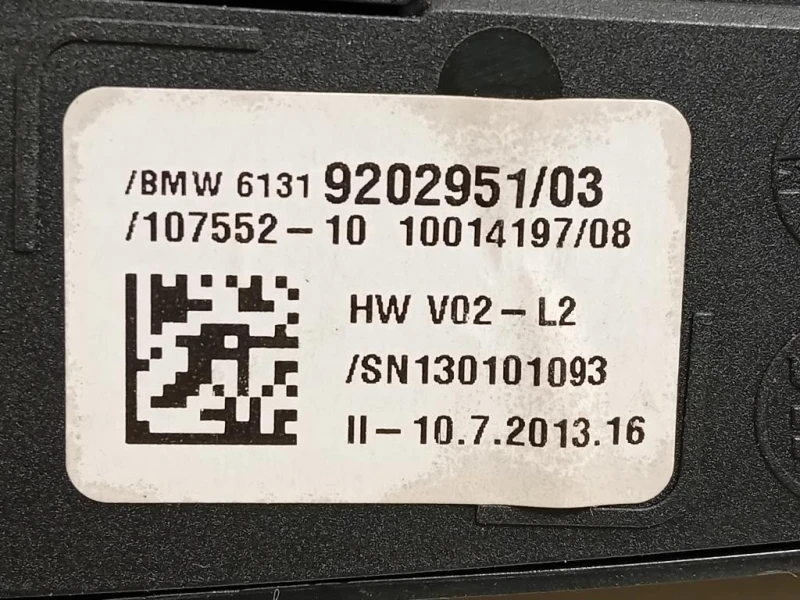 /BMW 6131 9202951/03
/107552-10 10014197/08
HW V02-L2
/SN130101093
II-10.7.2013.16